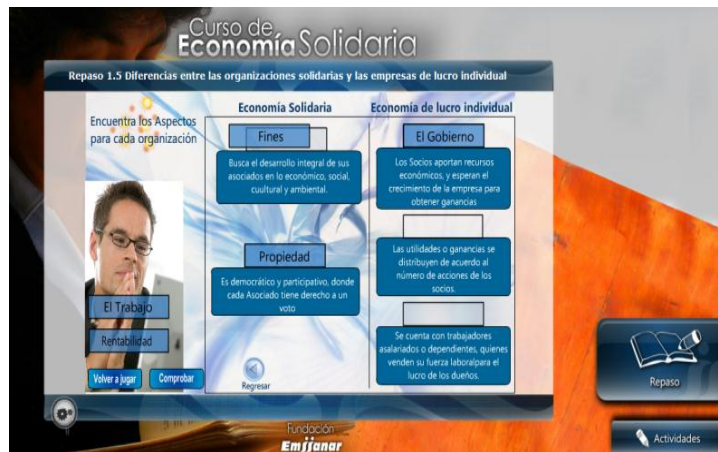 Curso de
Economía Solidaria
Repaso 1.5 Diferencias entre las organizaciones solidarias y las empresas de lucro individual
Encuentra los Aspectos
para cada organización
Economía Solidaria
Economía de lucro individual
Fines
Busca el desarrollo integral de sus
asociados en lo económico, social,
cuultural y ambiental.
El Gobierno
Los Socios aportan recursos
económicos, y esperan el
crecimiento de la empresa para
obtener ganancias
Propiedad
Es democrático y participativo, donde
cada Asociado tiene derecho a un
voto
Las utilidades o ganancias se
distribuyen de acuerdo al
número de acciones de los
socios.
Se cuenta con trabajadores
asalariados o dependientes, quienes
venden su fuerza laboralpara el
lucro de los dueños.
El Trabajo
Rentabilidad
Volver a jugar
Comprobar
Regresar
Repaso
Actividades
Fundación
Emssanar